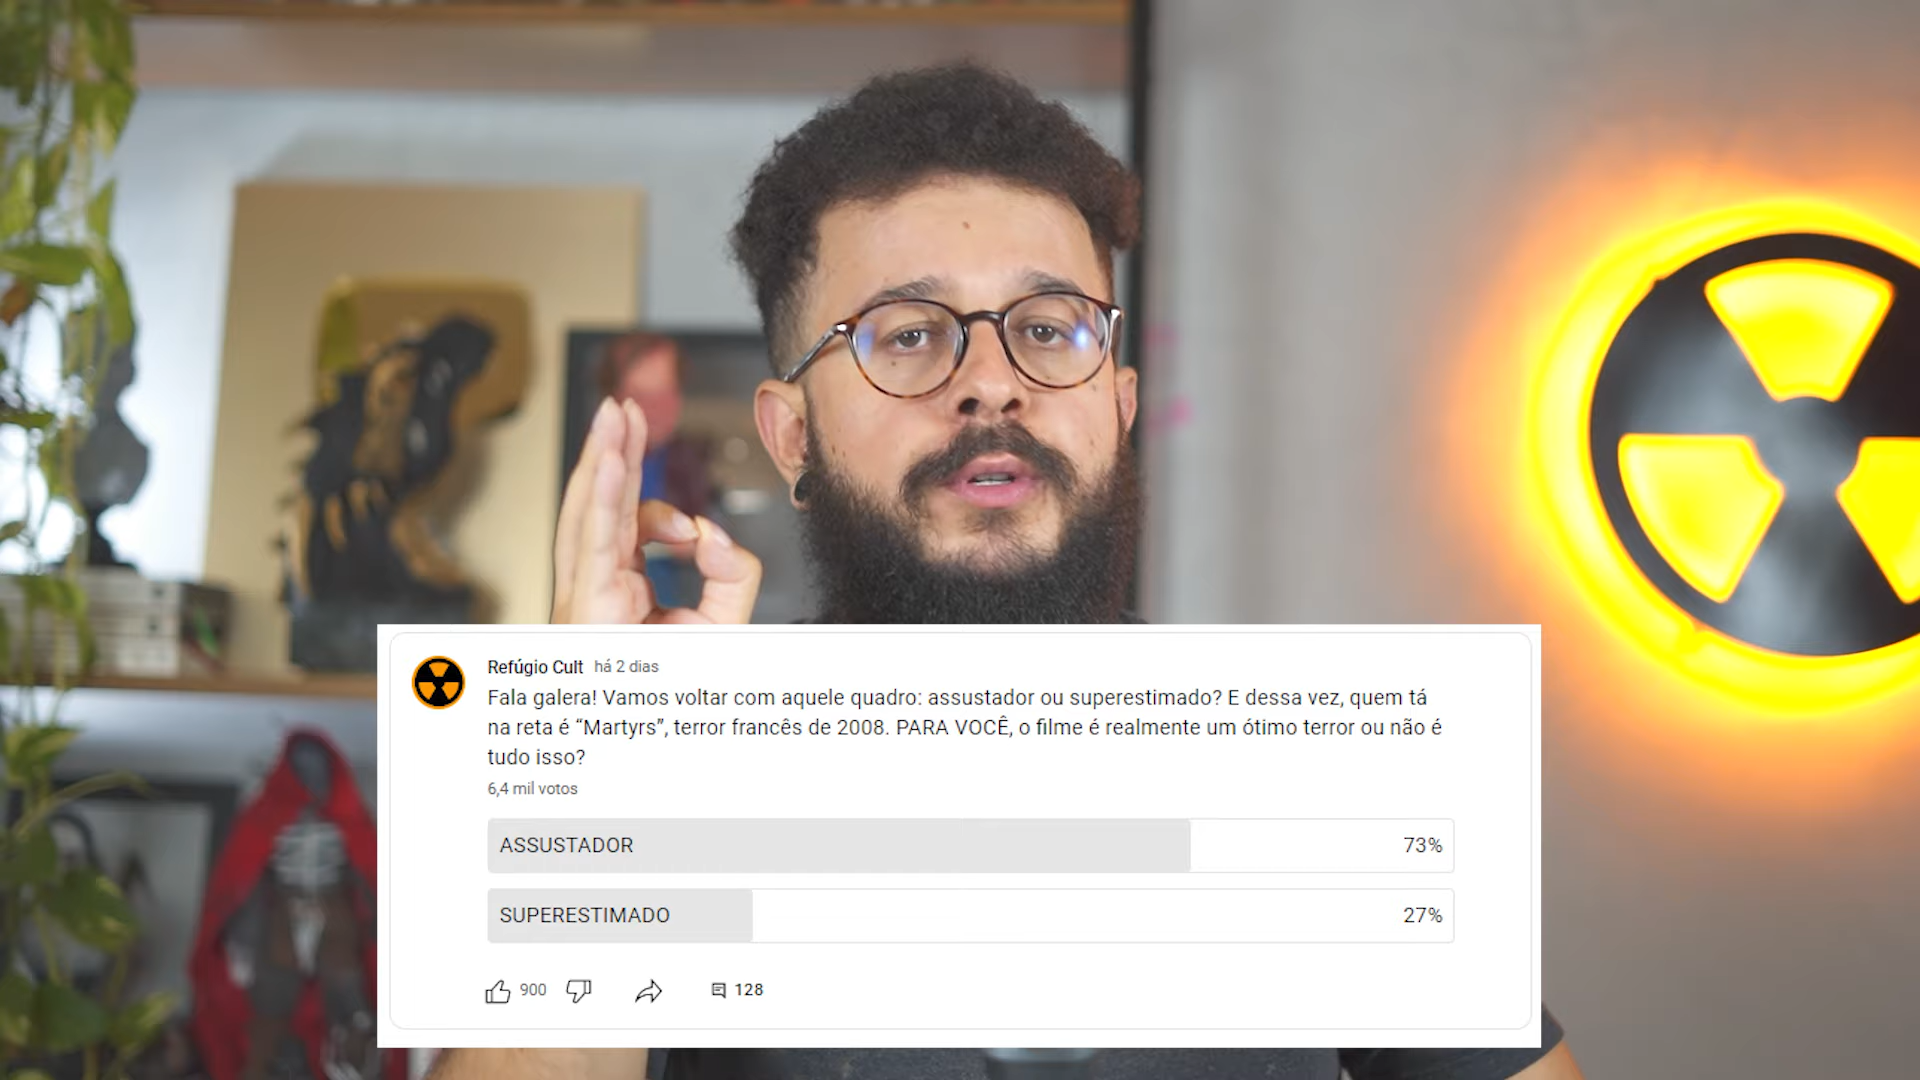 Refúgio Cult há 2 dias
Fala galera! Vamos voltar com aquele quadro: assustador ou superestimado? E dessa vez, quem tá
na reta é “Martyrs”, terror francês de 2008. PARA VOCÊ, o filme é realmente um ótimo terror ou não é
tudo isso?
6,4 mil votos
ASSUSTADOR 73%
SUPERESTIMADO 27%
900 128